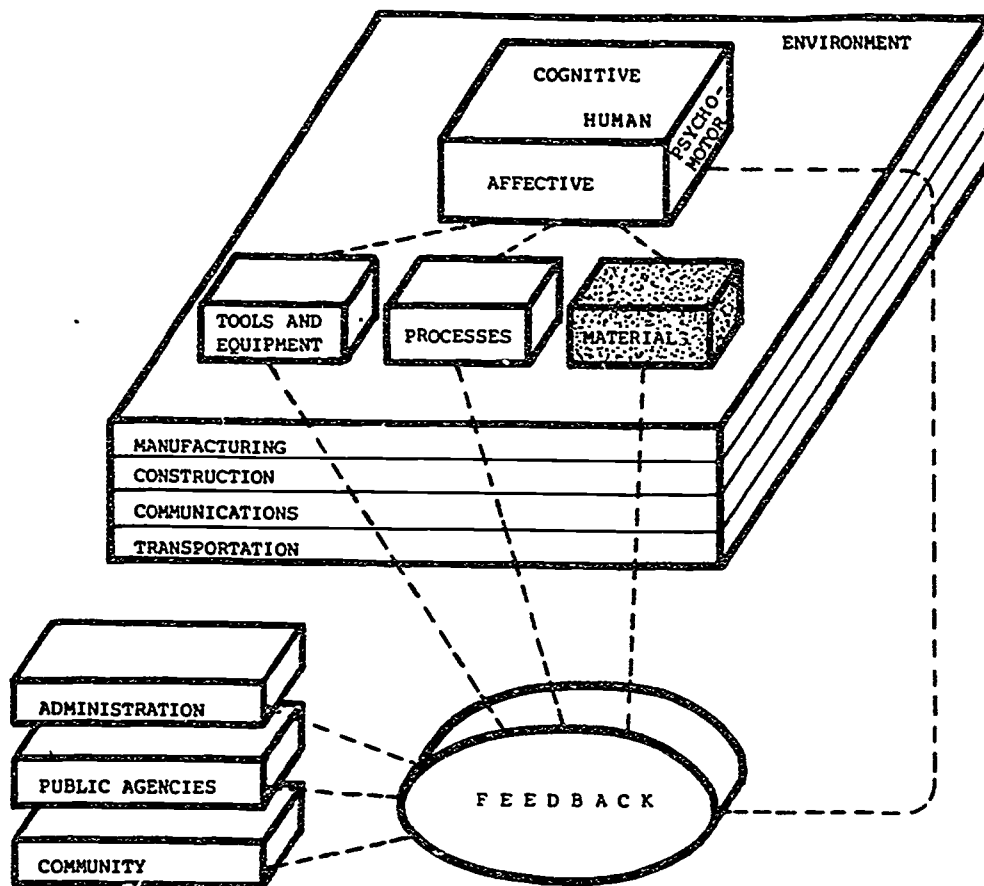 ENVIRONMENT
COGNITIVE
HUMAN
PSYCHO-
MOTOR
AFFECTIVE
TOOLS AND
EQUIPMENT
PROCESSES
MATERIALS
MANUFACTURING
CONSTRUCTION
COMMUNICATIONS
TRANSPORTATION
ADMINISTRATION
PUBLIC AGENCIES
COMMUNITY
FEEDBACK